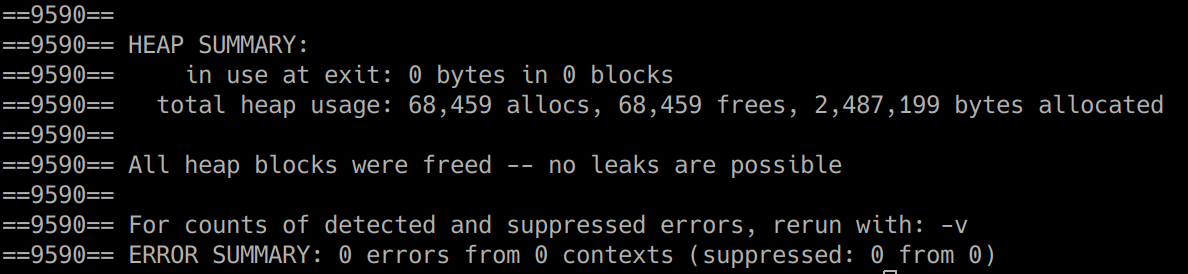 ==9590==
==9590== HEAP SUMMARY:
==9590==     in use at exit: 0 bytes in 0 blocks
==9590==   total heap usage: 68,459 allocs, 68,459 frees, 2,487,199 bytes allocated
==9590==
==9590== All heap blocks were freed -- no leaks are possible
==9590==
==9590== For counts of detected and suppressed errors, rerun with: -v
==9590== ERROR SUMMARY: 0 errors from 0 contexts (suppressed: 0 from 0)